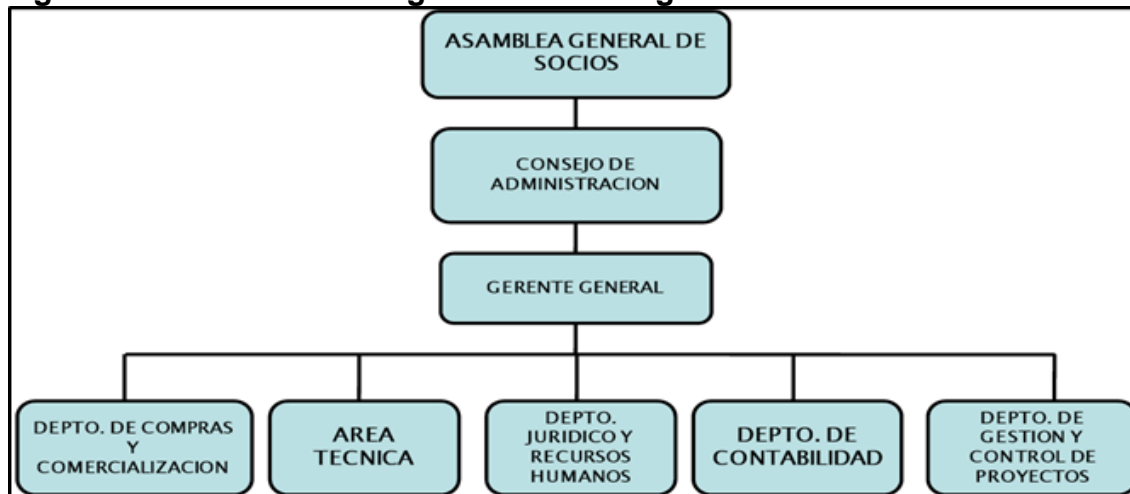 ASAMBLEA GENERAL DE
SOCIOS
CONSEJO DE
ADMINISTRACION
GERENTE GENERAL
DEPTO. DE COMPRAS
Y
COMERCIALIZACION
AREA
TECNICA
DEPTO.
JURIDICO Y
RECURSOS
HUMANOS
DEPTO. DE
CONTABILIDAD
DEPTO. DE
GESTION Y
CONTROL DE
PROYECTOS